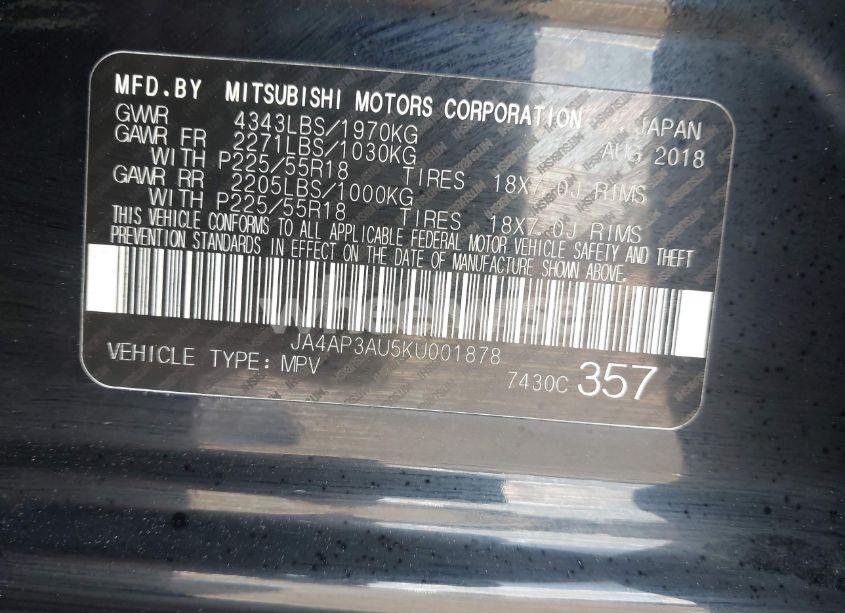 MFD.BY MITSUBISHI MOTORS CORPORATION, JAPAN
GVWR 4343LBS/1970KG AUG 2018
GAWR FR 2271LBS/1030KG
WITH P225/55R18 TIRES 18X7.0J RIMS
GAWR RR 2205LBS/1000KG
WITH P225/55R18 TIRES 18X7.0J RIMS
THIS VEHICLE CONFORMS TO ALL APPLICABLE FEDERAL MOTOR VEHICLE SAFETY AND THEFT
PREVENTION STANDARDS IN EFFECT ON THE DATE OF MANUFACTURE SHOWN ABOVE.
JA4AP3AU5KU001878
VEHICLE TYPE: MPV
7430C 357